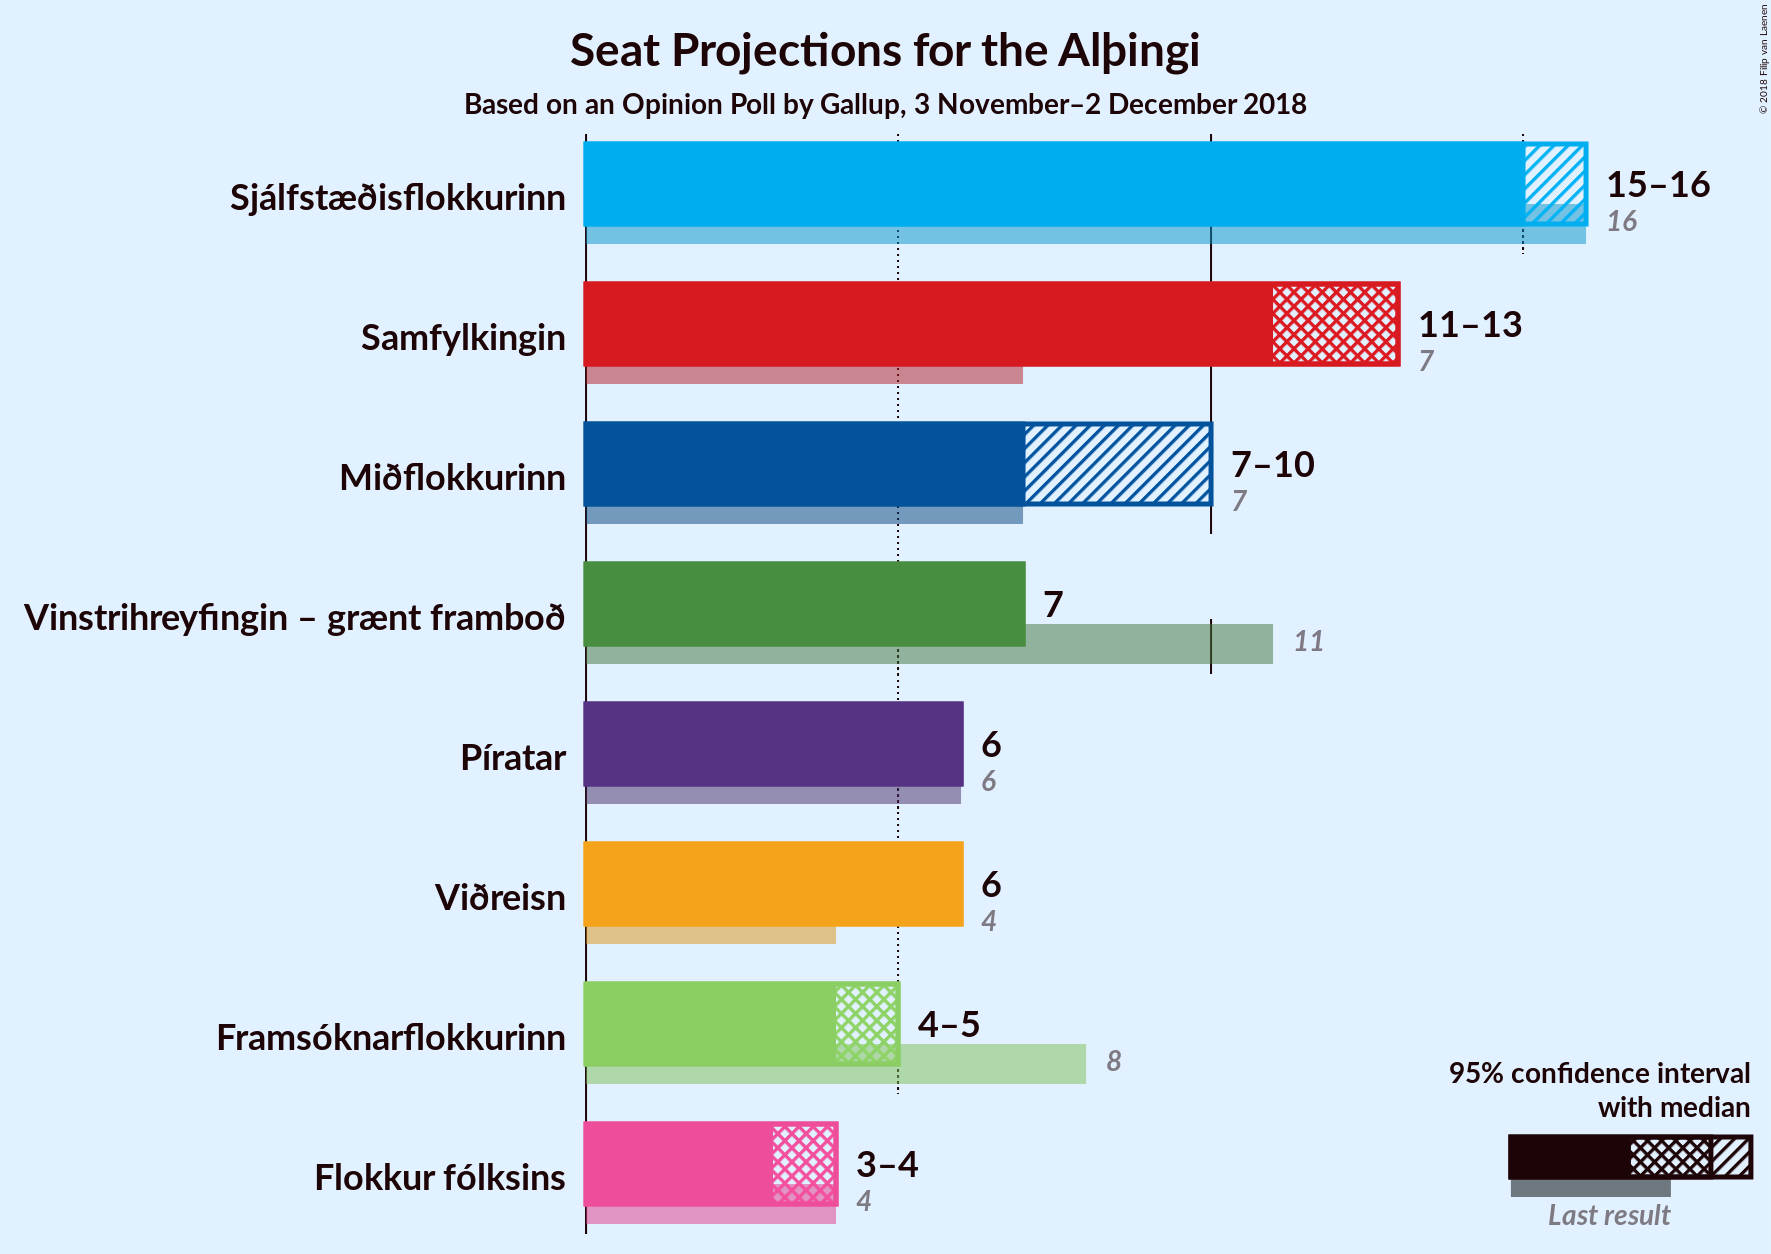 Seat Projections for the Alþingi
Based on an Opinion Poll by Gallup, 3 November–2 December 2018
© 2018 Filip van Laenen
Sjálfstæðisflokkurinn
15–16
16
Samfylkingin
11–13
7
Miðflokkurinn
7–10
7
Vinstrihreyfingin – grænt framboð
7
11
Píratar
6
6
Viðreisn
6
4
Framsóknarflokkurinn
4–5
8
Flokkur fólksins
3–4
4
95% confidence interval
with median
Last result